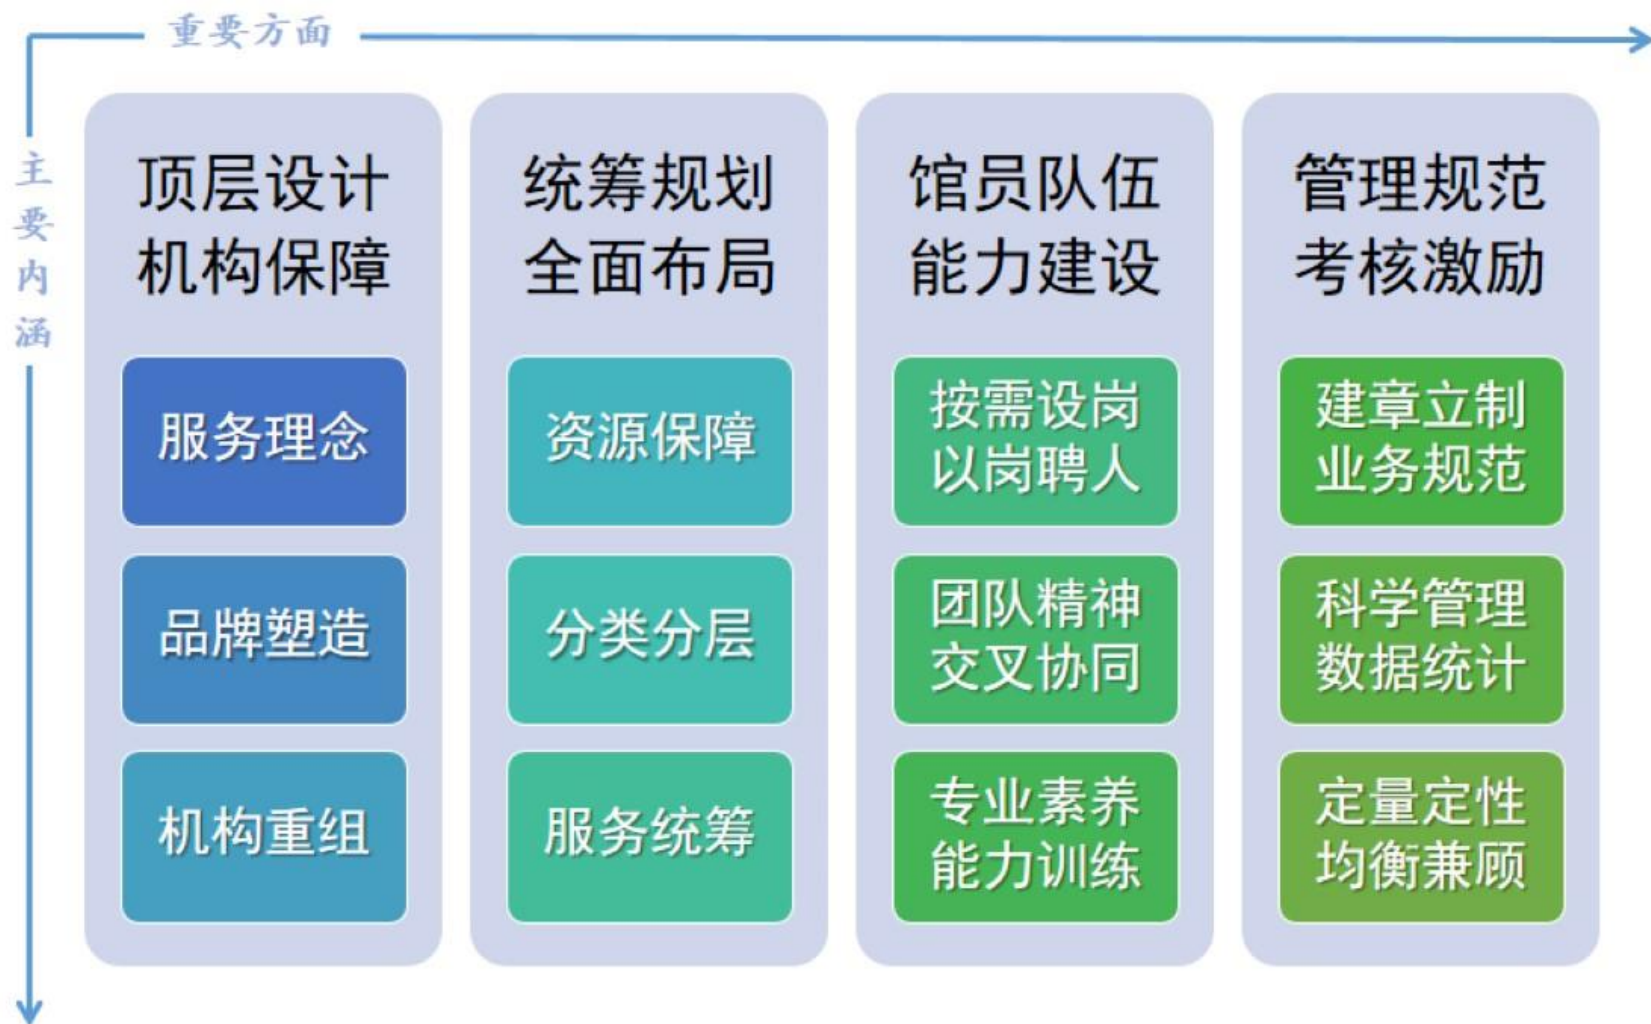 重要方面
主要内涵
顶层设计
机构保障
服务理念
品牌塑造
机构重组
统筹规划
全面布局
资源保障
分类分层
服务统筹
馆员队伍
能力建设
按需设岗
以岗聘人
团队精神
交叉协同
专业素养
能力训练
管理规范
考核激励
建章立制
业务规范
科学管理
数据统计
定量定性
均衡兼顾